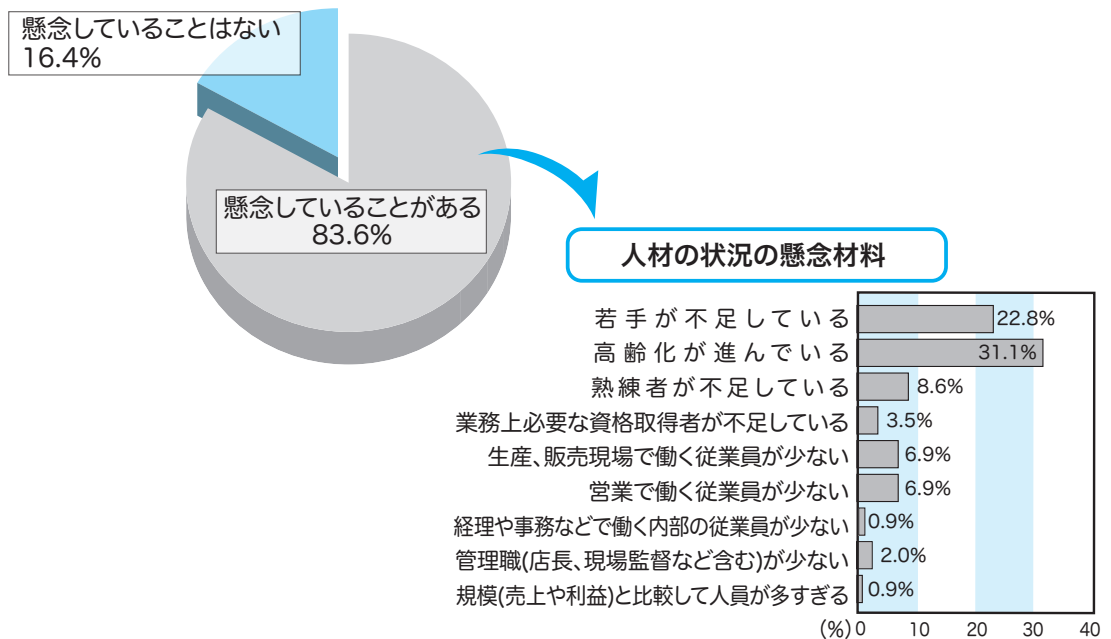 懸念していることはない
16.4%
懸念していることがある
83.6%
人材の状況の懸念材料
若手が不足している 22.8%
高齢化が進んでいる 31.1%
熟練者が不足している 8.6%
業務上必要な資格取得者が不足している 3.5%
生産、販売現場で働く従業員が少ない 6.9%
営業で働く従業員が少ない 6.9%
経理や事務などで働く内部の従業員が少ない 0.9%
管理職(店長、現場監督など含む)が少ない 2.0%
規模(売上や利益)と比較して人員が多すぎる 0.9%
(%) 0 10 20 30 40